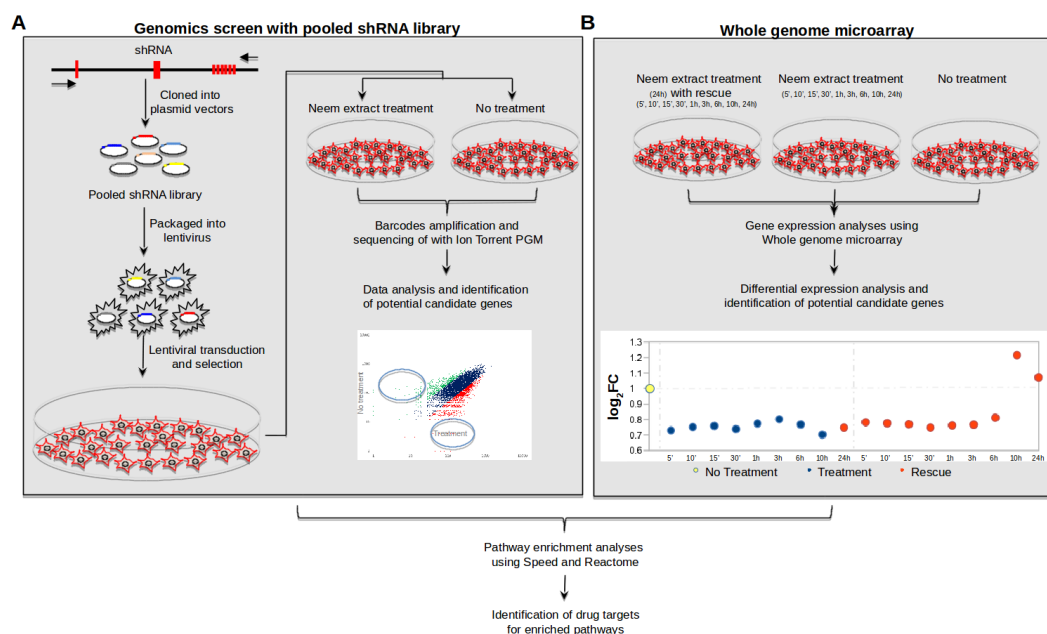 A
Genomics screen with pooled shRNA library
shRNA
Cloned into
plasmid vectors
Pooled shRNA library
Packaged into
lentivirus
Lentiviral transduction
and selection
Neem extract treatment
No treatment
Barcodes amplification and
sequencing of with Ion Torrent PGM
Data analysis and identification
of potential candidate genes
No treatment
Treatment
B
Whole genome microarray
Neem extract treatment
(24h) with rescue
(5', 10', 15', 30', 1h, 3h, 6h, 10h, 24h)
Neem extract treatment
(5', 10', 15', 30', 1h, 3h, 6h, 10h, 24h)
No treatment
Gene expression analyses using
Whole genome microarray
Differential expression analysis and
identification of potential candidate genes
log2FC
1.3
1.2
1.1
1.0
0.9
0.8
0.7
0.6
5' 10' 15' 30' 1h 3h 6h 10h 24h 5' 10' 15' 30' 1h 3h 6h 10h 24h
No Treatment Treatment Rescue
Pathway enrichment analyses
using Speed and Reactome
Identification of drug targets
for enriched pathways